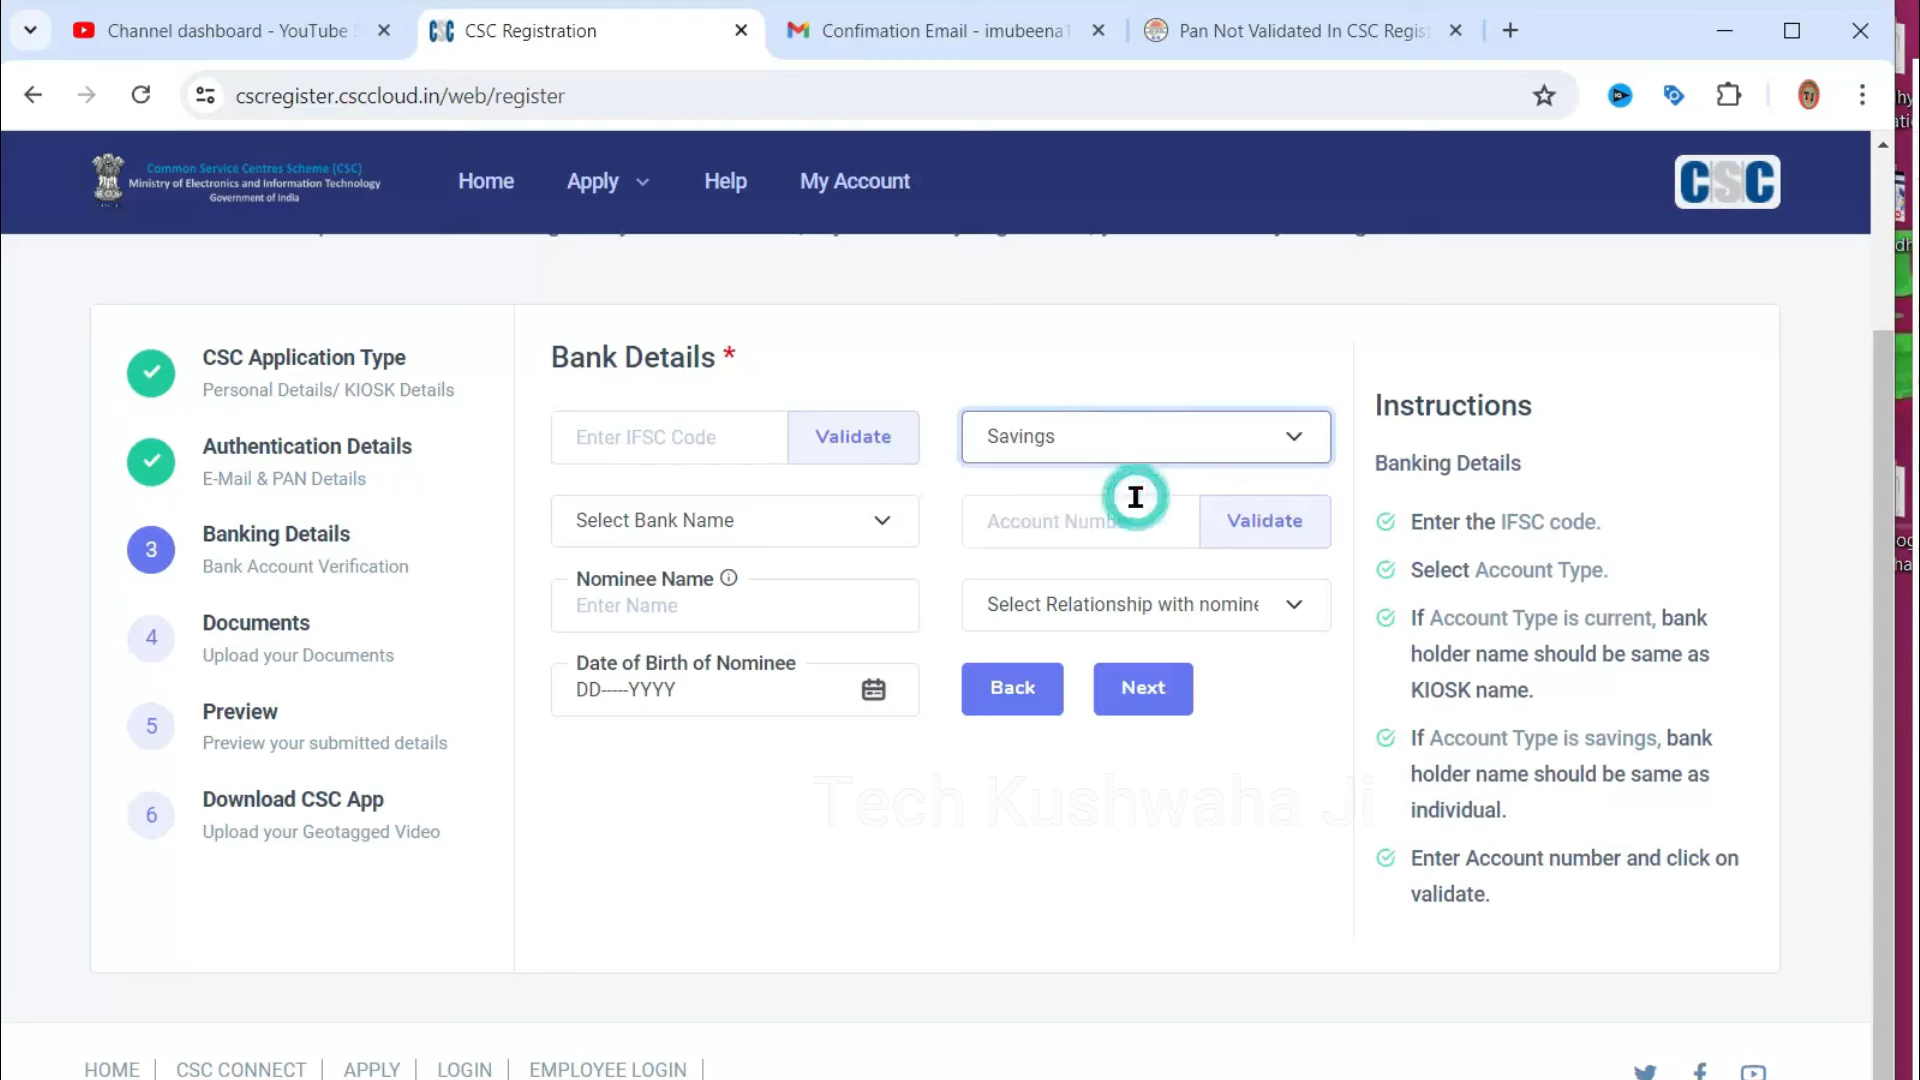 Channel dashboard - YouTube S
CSC Registration
Confimation Email - imubeena1
Pan Not Validated In CSC Regis
cscregister.csccloud.in/web/register
Common Service Centres Scheme (CSC)
Ministry of Electronics and Information Technology
Government of India
Home
Apply
Help
My Account
CSC
CSC Application Type
Personal Details/ KIOSK Details
Authentication Details
E-Mail & PAN Details
3
Banking Details
Bank Account Verification
4
Documents
Upload your Documents
5
Preview
Preview your submitted details
6
Download CSC App
Upload your Geotagged Video
Bank Details *
Enter IFSC Code
Validate
Savings
Select Bank Name
Account Number
Validate
Nominee Name
Enter Name
Select Relationship with nomine
Date of Birth of Nominee
DD-----YYYY
Back
Next
Tech Kushwaha Ji
Instructions
Banking Details
Enter the IFSC code.
Select Account Type.
If Account Type is current, bank
holder name should be same as
KIOSK name.
If Account Type is savings, bank
holder name should be same as
individual.
Enter Account number and click on
validate.
HOME | CSC CONNECT | APPLY | LOGIN | EMPLOYEE LOGIN |